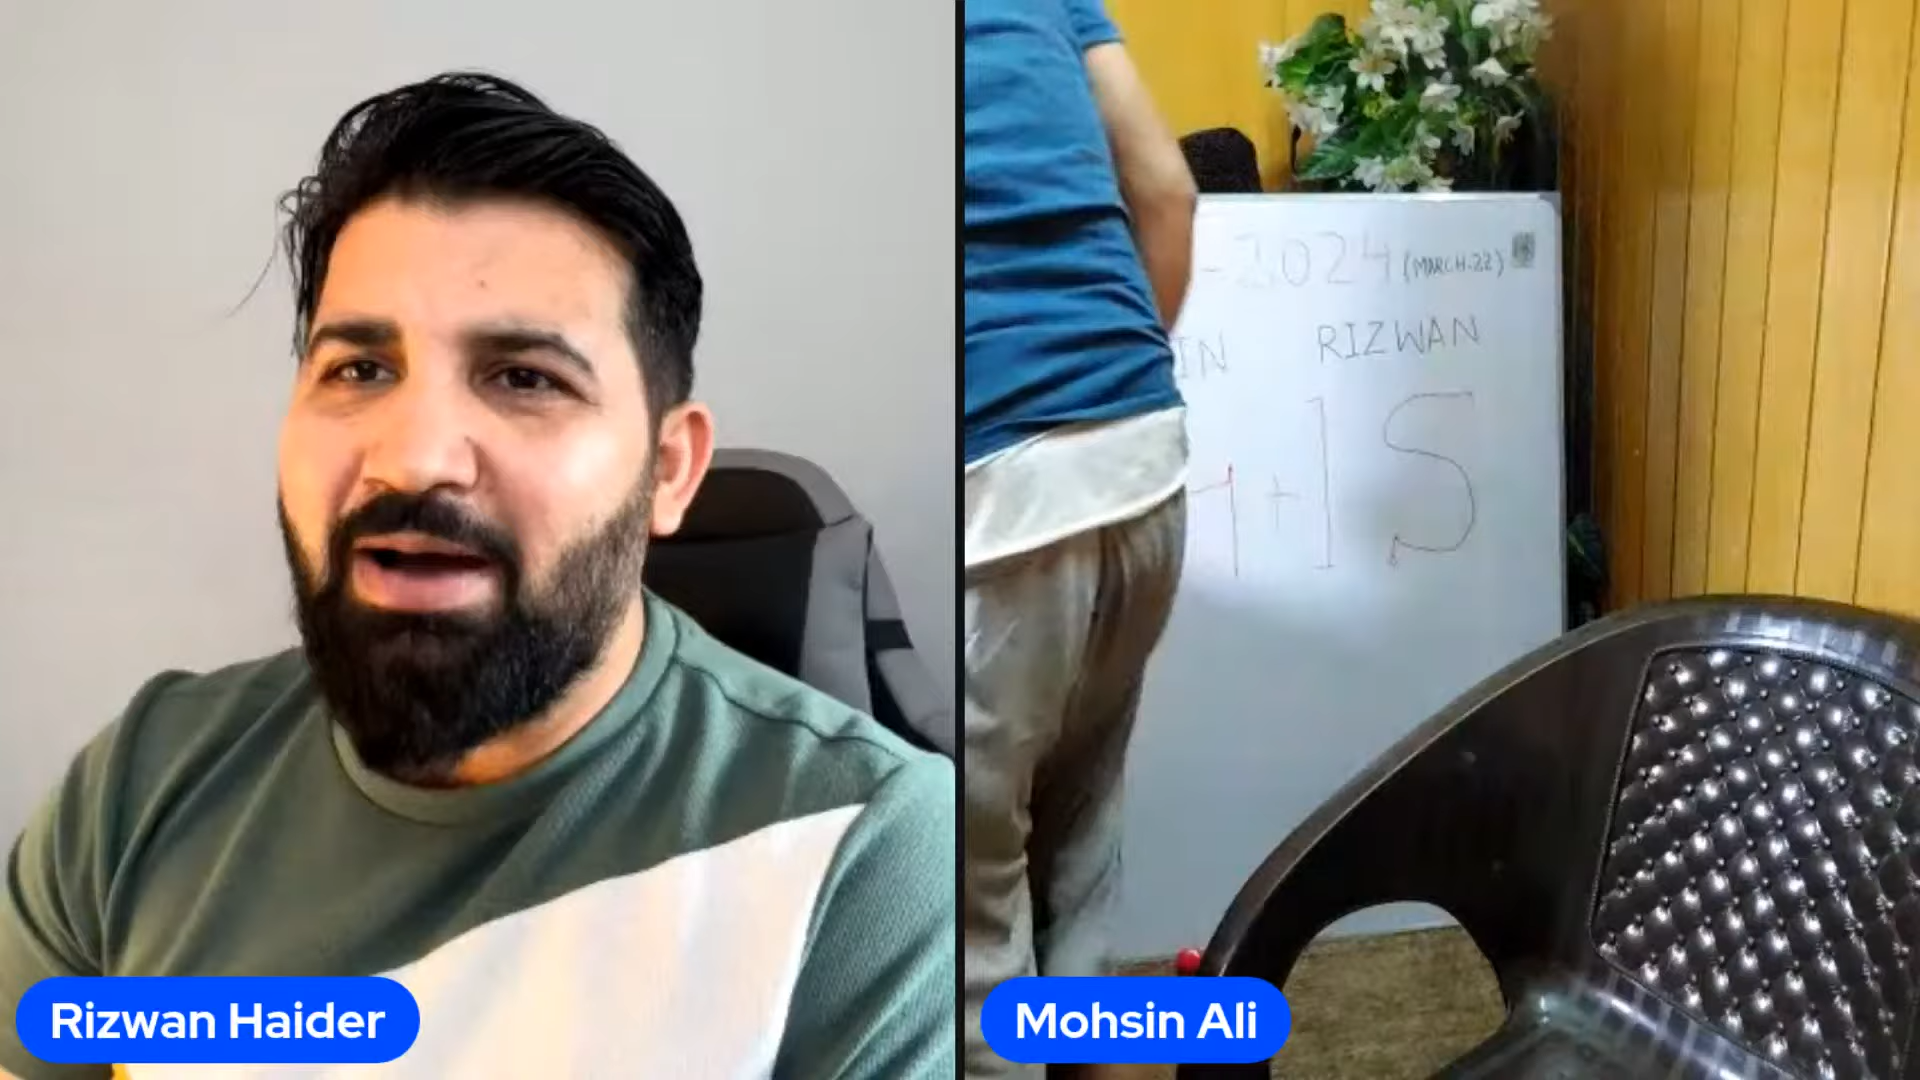 -2024 (MARCH-22)
IN RIZWAN
+ 15
Rizwan Haider
Mohsin Ali